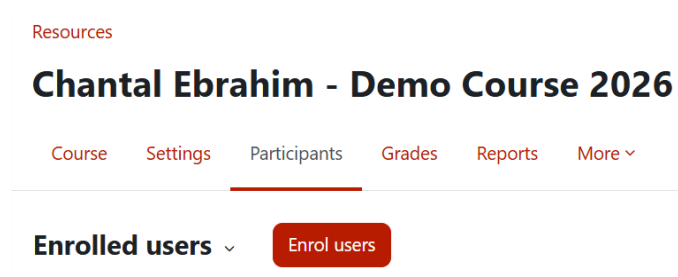 Resources
Chantal Ebrahim - Demo Course 2026
Course Settings Participants Grades Reports More
Enrolled users Enrol users